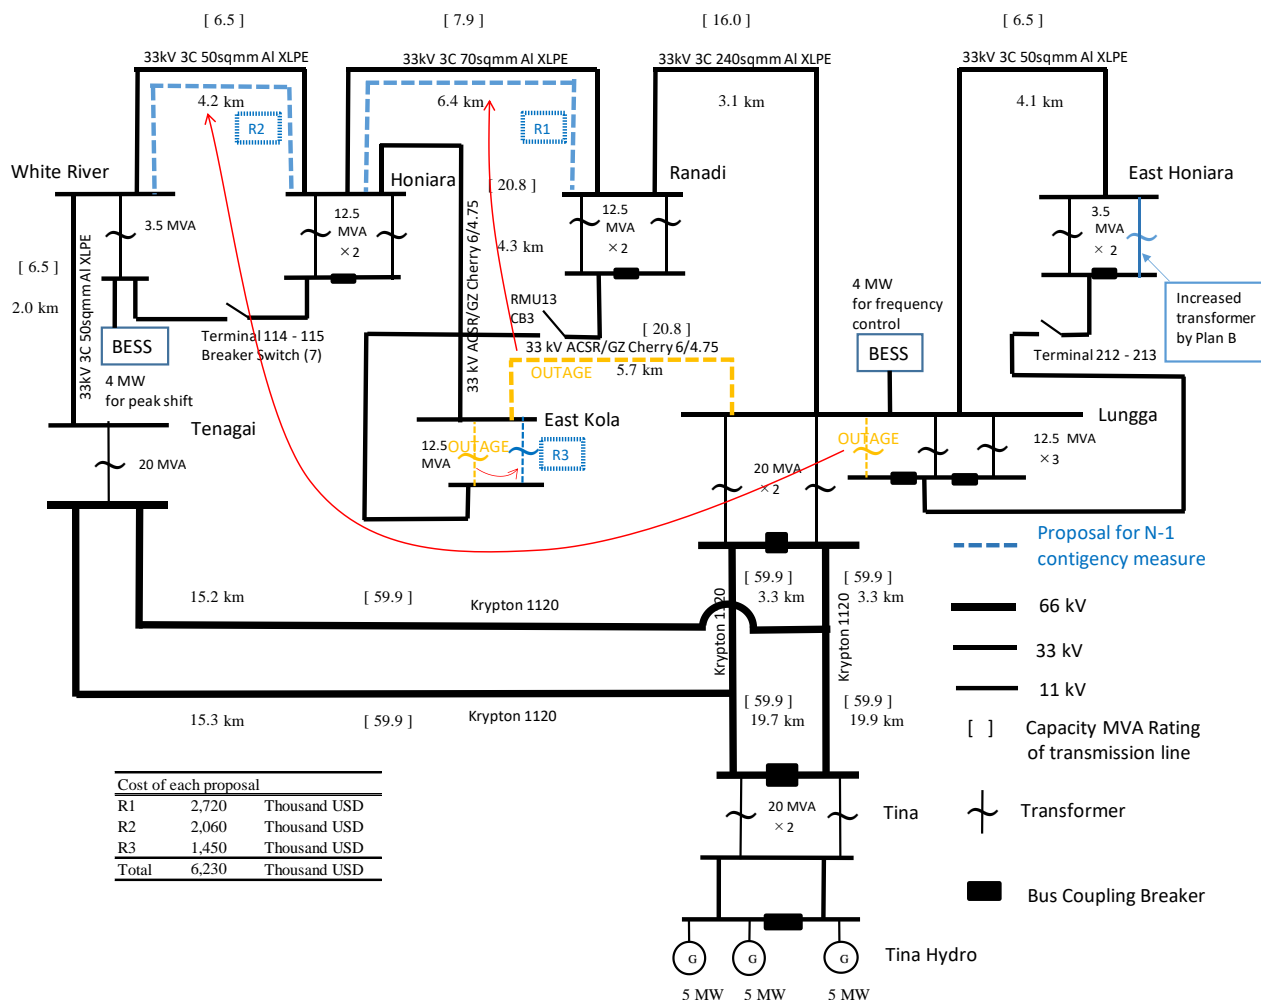 [ 6.5 ]
[ 7.9 ]
[ 16.0 ]
[ 6.5 ]
33kV 3C 50sqmm Al XLPE
33kV 3C 70sqmm Al XLPE
33kV 3C 240sqmm Al XLPE
33kV 3C 50sqmm Al XLPE
4.2 km
6.4 km
3.1 km
4.1 km
R2
R1
White River
Honiara
Ranadi
East Honiara
[ 20.8 ]
3.5 MVA
12.5
MVA
×2
12.5
MVA
×2
3.5
MVA
×2
33 kV ACSR/GZ Cherry 6/4.75
4.3 km
[ 6.5 ]
2.0 km
33kV 3C 50sqmm Al XLPE
RMU13
CB3
4 MW
for frequency
control
Increased
transformer
by Plan B
Terminal 114 - 115
Breaker Switch (7)
[ 20.8 ]
33 kV ACSR/GZ Cherry 6/4.75
BESS
BESS
Terminal 212 - 213
OUTAGE
5.7 km
4 MW
for peak shift
Tenagai
East Kola
Lungga
12.5
MVA
OUTAGE
R3
OUTAGE
12.5 MVA
×3
20 MVA
20 MVA
×2
Proposal for N-1
contigency measure
[ 59.9 ]
3.3 km
[ 59.9 ]
3.3 km
15.2 km
[ 59.9 ]
Krypton 1120
66 kV
Krypton 1120
Krypton 1120
33 kV
11 kV
15.3 km
[ 59.9 ]
Krypton 1120
[ 59.9 ]
19.7 km
[ 59.9 ]
19.9 km
[ ] Capacity MVA Rating
of transmission line
Cost of each proposal
R1 2,720 Thousand USD
R2 2,060 Thousand USD
R3 1,450 Thousand USD
Total 6,230 Thousand USD
20 MVA
×2
Tina
Transformer
Bus Coupling Breaker
G
G
G
Tina Hydro
5 MW
5 MW
5 MW